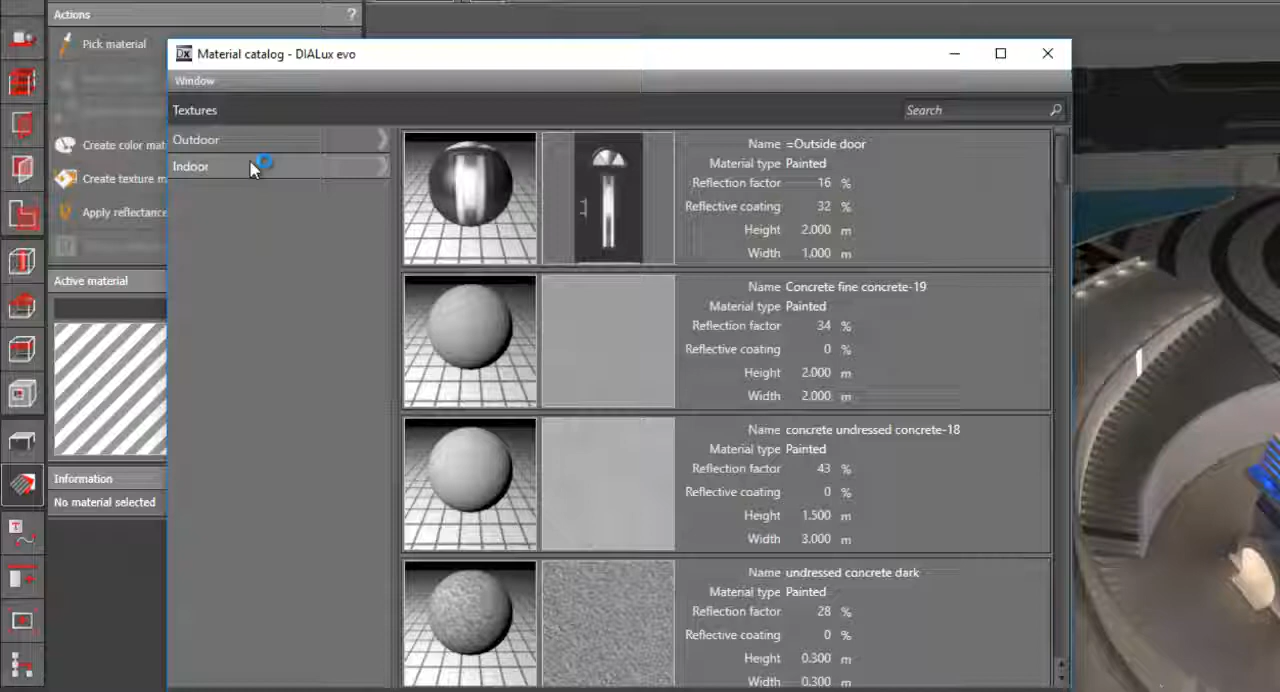 Actions ?
Pick material
Create color mat
Create texture m
Apply reflectance
Active material
Information
No material selected
Dx Material catalog - DIALux evo
Window
Textures
Search
Outdoor
Indoor
Name =Outside door
Material type Painted
Reflection factor 16 %
Reflective coating 32 %
Height 2.000 m
Width 1.000 m
Name Concrete fine concrete-19
Material type Painted
Reflection factor 34 %
Reflective coating 0 %
Height 2.000 m
Width 2.000 m
Name concrete undressed concrete-18
Material type Painted
Reflection factor 43 %
Reflective coating 0 %
Height 1.500 m
Width 3.000 m
Name undressed concrete dark
Material type Painted
Reflection factor 28 %
Reflective coating 0 %
Height 0.300 m
Width 0.300 m